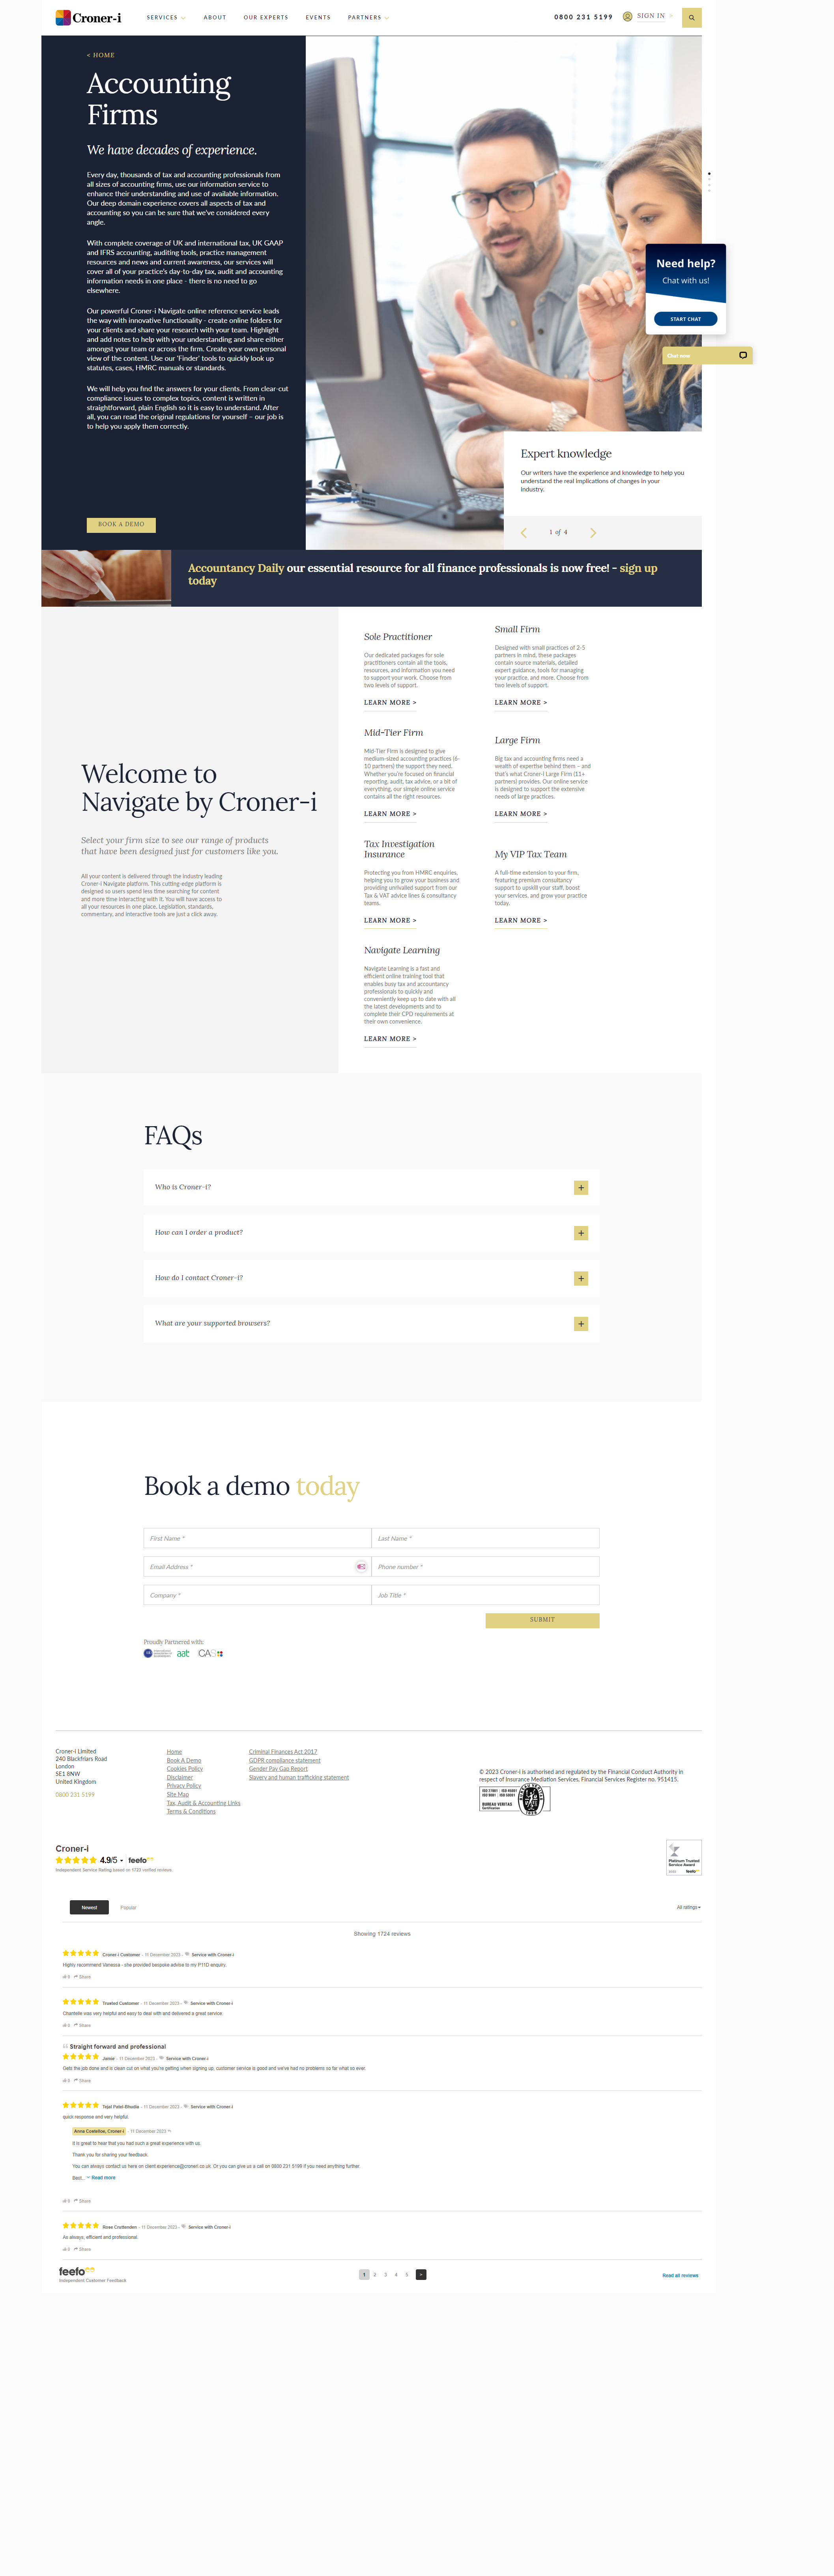 Croner-i
SERVICES
ABOUT
OUR EXPERTS
EVENTS
PARTNERS
0800 231 5199
SIGN IN
< HOME
Accounting
Firms
We have decades of experience.
Every day, thousands of tax and accounting professionals from
all sizes of accounting firms, use our information service to
enhance their understanding and use of available information.
Our deep domain experience covers all aspects of tax and
accounting so you can be sure that we've considered every
angle.
With complete coverage of UK and international tax, UK GAAP
and IFRS accounting, auditing tools, practice management
resources and news and current awareness, our services will
cover all of your practice's day-to-day tax, audit and accounting
information needs in one place - there is no need to go
elsewhere.
Our powerful Croner-i Navigate online reference service leads
the way with innovative functionality - create online folders for
your clients and share your research with your team. Highlight
and add notes to help with your understanding and share either
amongst your team or across the firm. Create your own personal
view of the content. Use our 'Finder' tools to quickly look up
statutes, cases, HMRC manuals or standards.
We will help you find the answers for your clients. From clear-cut
compliance issues to complex topics, content is written in
straightforward, plain English so it is easy to understand. After
all, you can read the original regulations for yourself – our job is
to help you apply them correctly.
BOOK A DEMO
Need help?
Chat with us!
START CHAT
Chat now
Expert knowledge
Our writers have the experience and knowledge to help you
understand the real implications of changes in your
industry.
1 of 4
Accountancy Daily our essential resource for all finance professionals is now free! - sign up
today
Welcome to
Navigate by Croner-i
Select your firm size to see our range of products
that have been designed just for customers like you.
All your content is delivered through the industry leading
Croner-i Navigate platform. This cutting-edge platform is
designed so users spend less time searching for content
and more time interacting with it. You will have access to
all your resources in one place. Legislation, standards,
commentary, and interactive tools are just a click away.
Sole Practitioner
Our dedicated packages for sole
practitioners contain all the tools,
resources, and information you need
to support your work. Choose from
two levels of support.
LEARN MORE >
Small Firm
Designed with small practices of 2-5
partners in mind, these packages
contain source materials, detailed
expert guidance, tools for managing
your practice, and more. Choose from
two levels of support.
LEARN MORE >
Mid-Tier Firm
Mid-Tier Firm is designed to give
medium-sized accounting practices (6-
10 partners) the support they need.
Whether you're focused on financial
reporting, audit, tax advice, or a bit of
everything, our simple online service
contains all the right resources.
LEARN MORE >
Large Firm
Big tax and accounting firms need a
wealth of expertise behind them – and
that's what Croner-i Large Firm (11+
partners) provides. Our online service
is designed to support the extensive
needs of large practices.
LEARN MORE >
Tax Investigation
Insurance
Protecting you from HMRC enquiries,
helping you to grow your business and
providing unrivalled support from our
Tax & VAT advice lines & consultancy
teams.
LEARN MORE >
My VIP Tax Team
A full-time extension to your firm,
featuring premium consultancy
support to upskill your staff, boost
your services, and grow your practice
today.
LEARN MORE >
Navigate Learning
Navigate Learning is a fast and
efficient online training tool that
enables busy tax and accountancy
professionals to quickly and
conveniently keep up to date with all
the latest developments and to
complete their CPD requirements at
their own convenience.
LEARN MORE >
FAQs
Who is Croner-i?
How can I order a product?
How do I contact Croner-i?
What are your supported browsers?
Book a demo today
First Name *
Last Name *
Email Address *
Phone number *
Company *
Job Title *
SUBMIT
Proudly Partnered with:
aat
CAS
Croner-i Limited
240 Blackfriars Road
London
SE1 8NW
United Kingdom
0800 231 5199
Home
Book A Demo
Cookies Policy
Disclaimer
Privacy Policy
Site Map
Tax, Audit & Accounting Links
Terms & Conditions
Criminal Finances Act 2017
GDPR compliance statement
Gender Pay Gap Report
Slavery and human trafficking statement
© 2023 Croner-i is authorised and regulated by the Financial Conduct Authority in
respect of Insurance Mediation Services, Financial Services Register no. 951415.
BUREAU VERITAS
Certification
Croner-i
4.9/5
feefo
Independent Service Rating based on 1723 verified reviews
Platinum Trusted
Service Award
feefo
Newest
Popular
All ratings
Showing 1724 reviews
Croner-i Customer - 11 December 2023 - Service with Croner-i
Highly recommend Vanessa - she provided bespoke advise to my P11D enquiry.
0 Share
Trusted Customer - 11 December 2023 - Service with Croner-i
Chantelle was very helpful and easy to deal with and delivered a great service
0 Share
Straight forward and professional
Jamie - 11 December 2023 - Service with Croner-i
Gets the job done and is clean cut on what you're getting when signing up, customer service is good and we've had no problems so far what so ever
0 Share
Tejal Patel-Bhudia - 11 December 2023 - Service with Croner-i
quick response and very helpful
Anna Costelloe, Croner-i - 11 December 2023
It is great to hear that you had such a great experience with us.
Thank you for sharing your feedback.
You can always contact us here on client-experience@croneri.co.uk. Or you can give us a call on 0800 231 5199 if you need anything further.
Best... Read more
0 Share
Rose Cruttenden - 11 December 2023 - Service with Croner-i
As always, efficient and professional.
0 Share
feefo
Independent Customer Feedback
1 2 3 4 5 >
Read all reviews